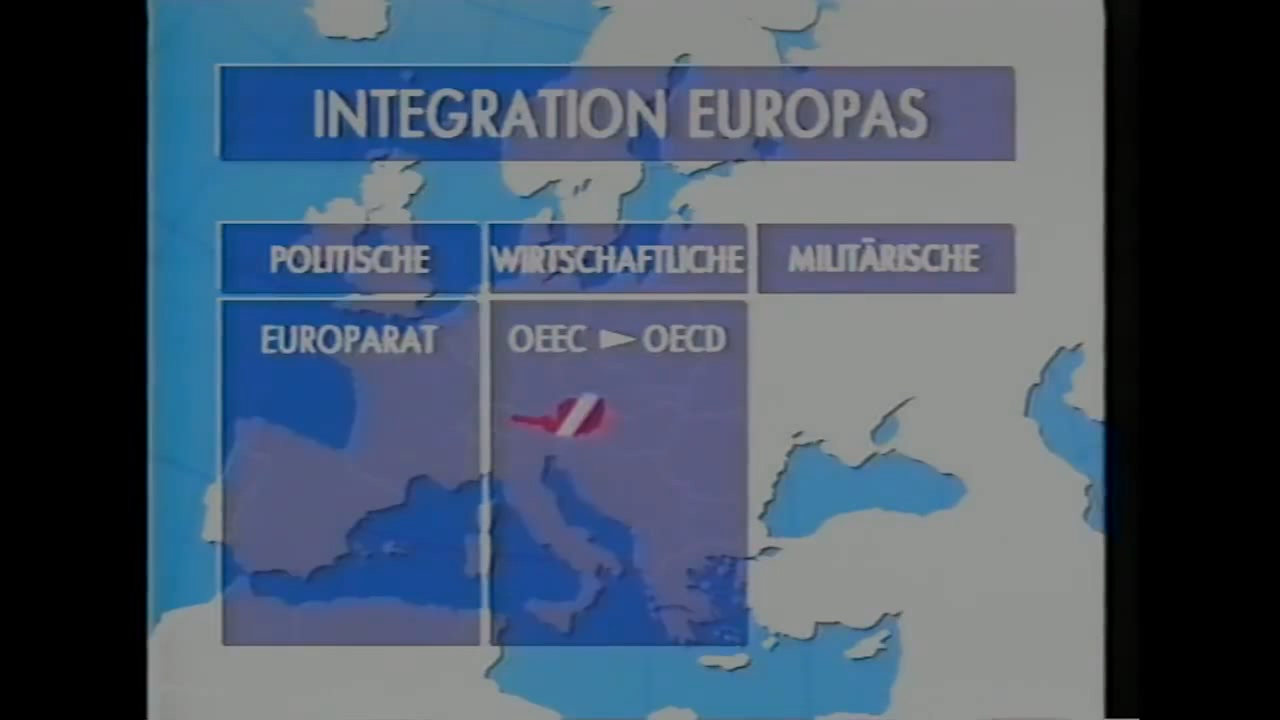 INTEGRATION EUROPAS
POLITISCHE WIRTSCHAFTLICHE MILITÄRISCHE
EUROPARAT OEEC ► OECD